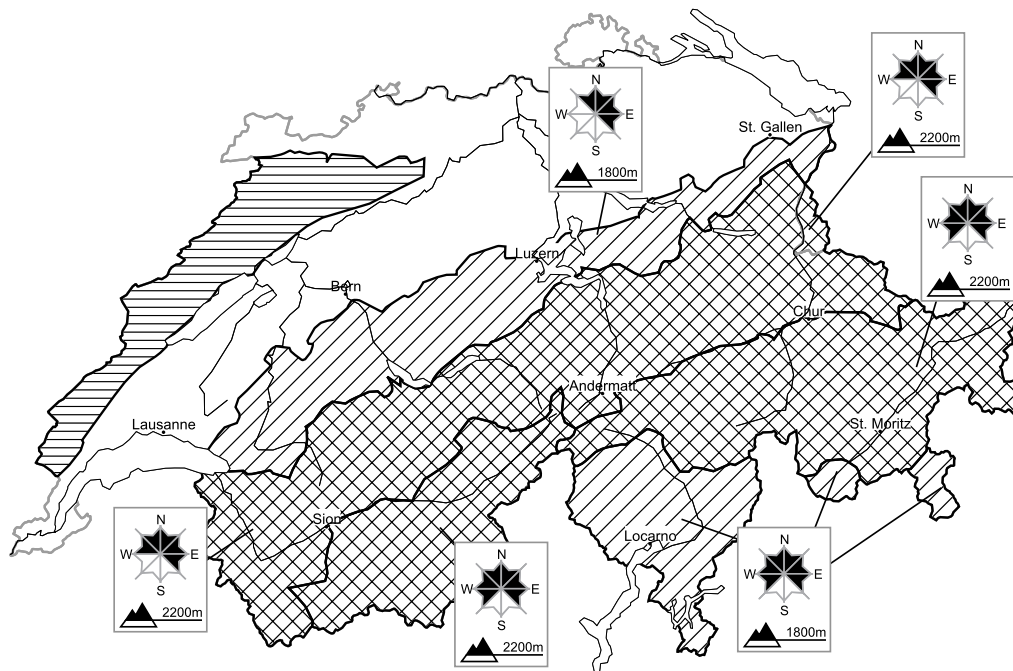 N
W E
S
2200m
N
W E
S
1800m
St. Gallen
N
W E
S
2200m
Luzern
Bern
Chur
Andermatt
Lausanne
St. Moritz
Sion
Locarno
N
W E
S
2200m
N
W E
S
2200m
N
W E
S
1800m